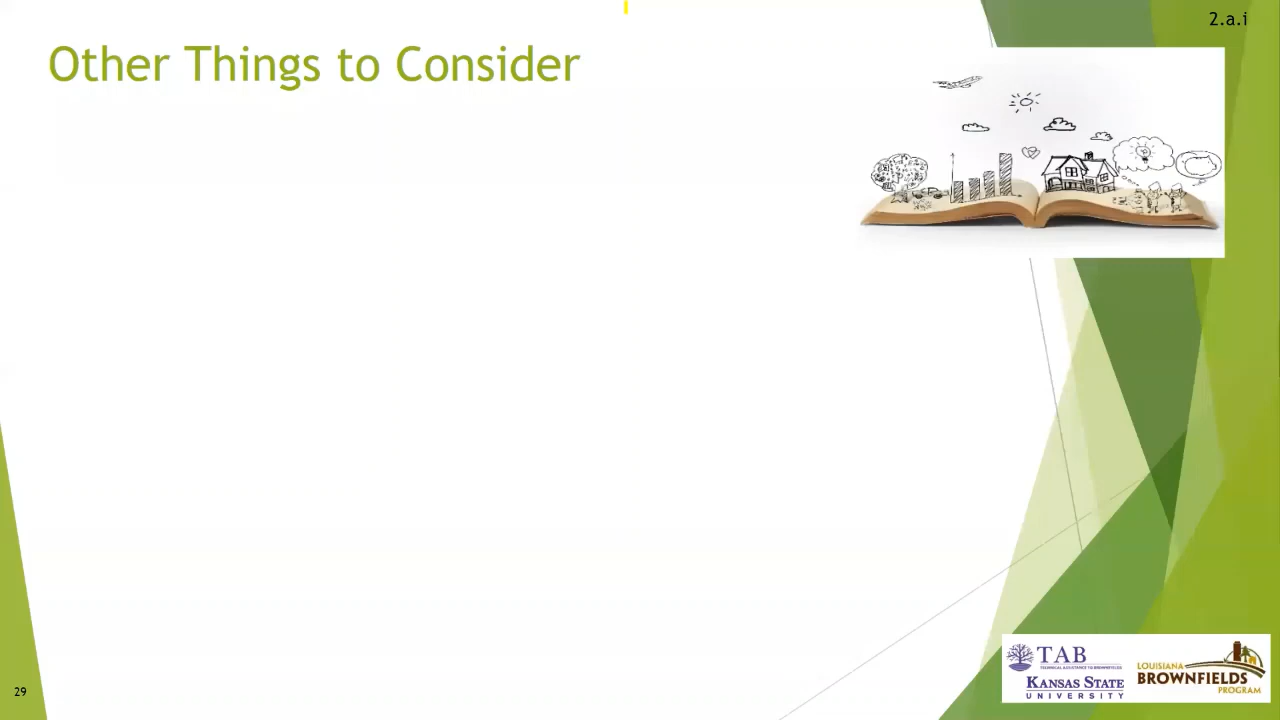 2.a.i
Other Things to Consider
TAB
TECHNICAL ASSISTANCE TO BROWNFIELDS
KANSAS STATE
UNIVERSITY
LOUISIANA
BROWNFIELDS
PROGRAM
29